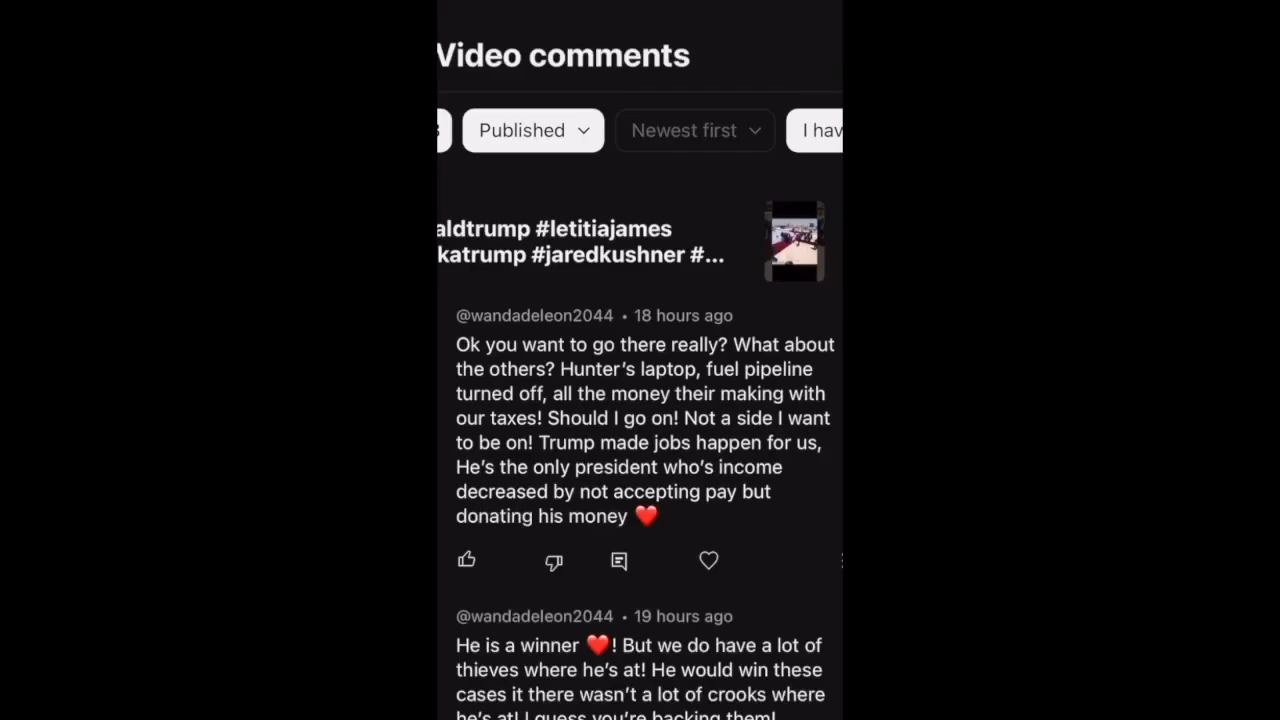 Video comments
Published
Newest first
I hav
aldtrump #letitiajames
katrump #jaredkushner #...
@wandadeleon2044 • 18 hours ago
Ok you want to go there really? What about
the others? Hunter's laptop, fuel pipeline
turned off, all the money their making with
our taxes! Should I go on! Not a side I want
to be on! Trump made jobs happen for us,
He's the only president who's income
decreased by not accepting pay but
donating his money ❤️
@wandadeleon2044 • 19 hours ago
He is a winner ❤️! But we do have a lot of
thieves where he's at! He would win these
cases it there wasn't a lot of crooks where
he's at! I guess you're backing them!